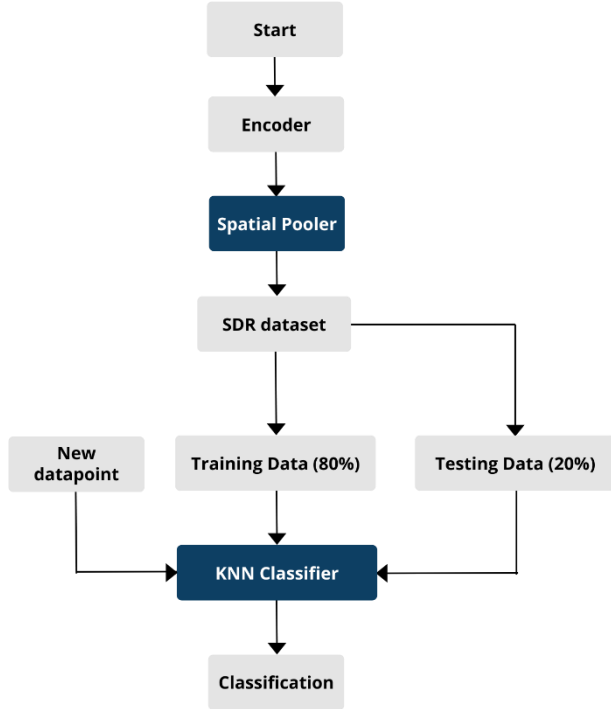 Start
Encoder
Spatial Pooler
SDR dataset
New
datapoint
Training Data (80%)
Testing Data (20%)
KNN Classifier
Classification